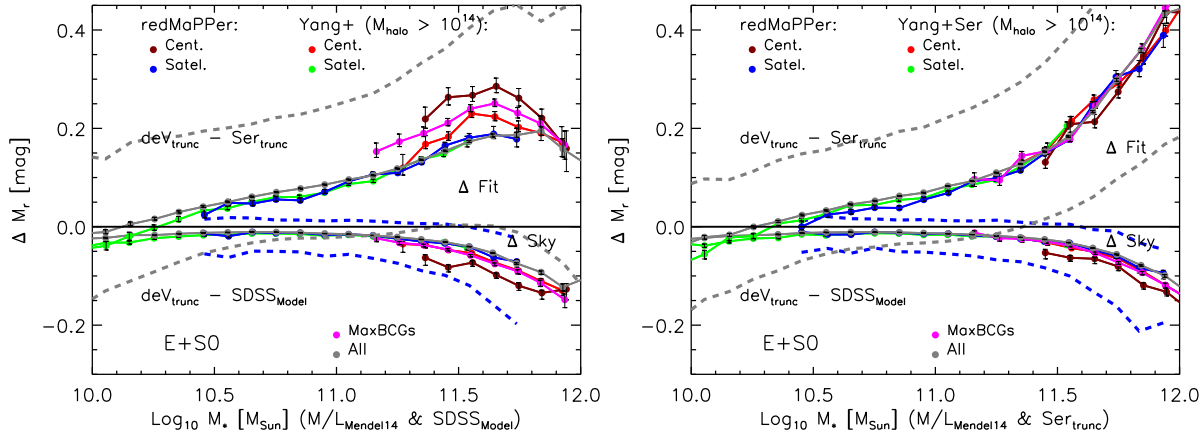 redMaPPer: Yang+ (M_halo > 10^14):
Cent. Cent.
Satel. Satel.
deV_trunc − Ser_trunc
Δ Fit
Δ Sky
deV_trunc − SDSS_Model
MaxBCGs
E+S0
All
0.4
0.2
0.0
−0.2
Δ M_r [mag]
10.0 10.5 11.0 11.5 12.0
Log_10 M_* [M_Sun] (M/L_Mendel14 & SDSS_Model)
redMaPPer: Yang+Ser (M_halo > 10^14):
Cent. Cent.
Satel. Satel.
deV_trunc − Ser_trunc
Δ Fit
Δ Sky
deV_trunc − SDSS_Model
MaxBCGs
E+S0
All
0.4
0.2
0.0
−0.2
Δ M_r [mag]
10.0 10.5 11.0 11.5 12.0
Log_10 M_* [M_Sun] (M/L_Mendel14 & Ser_trunc)